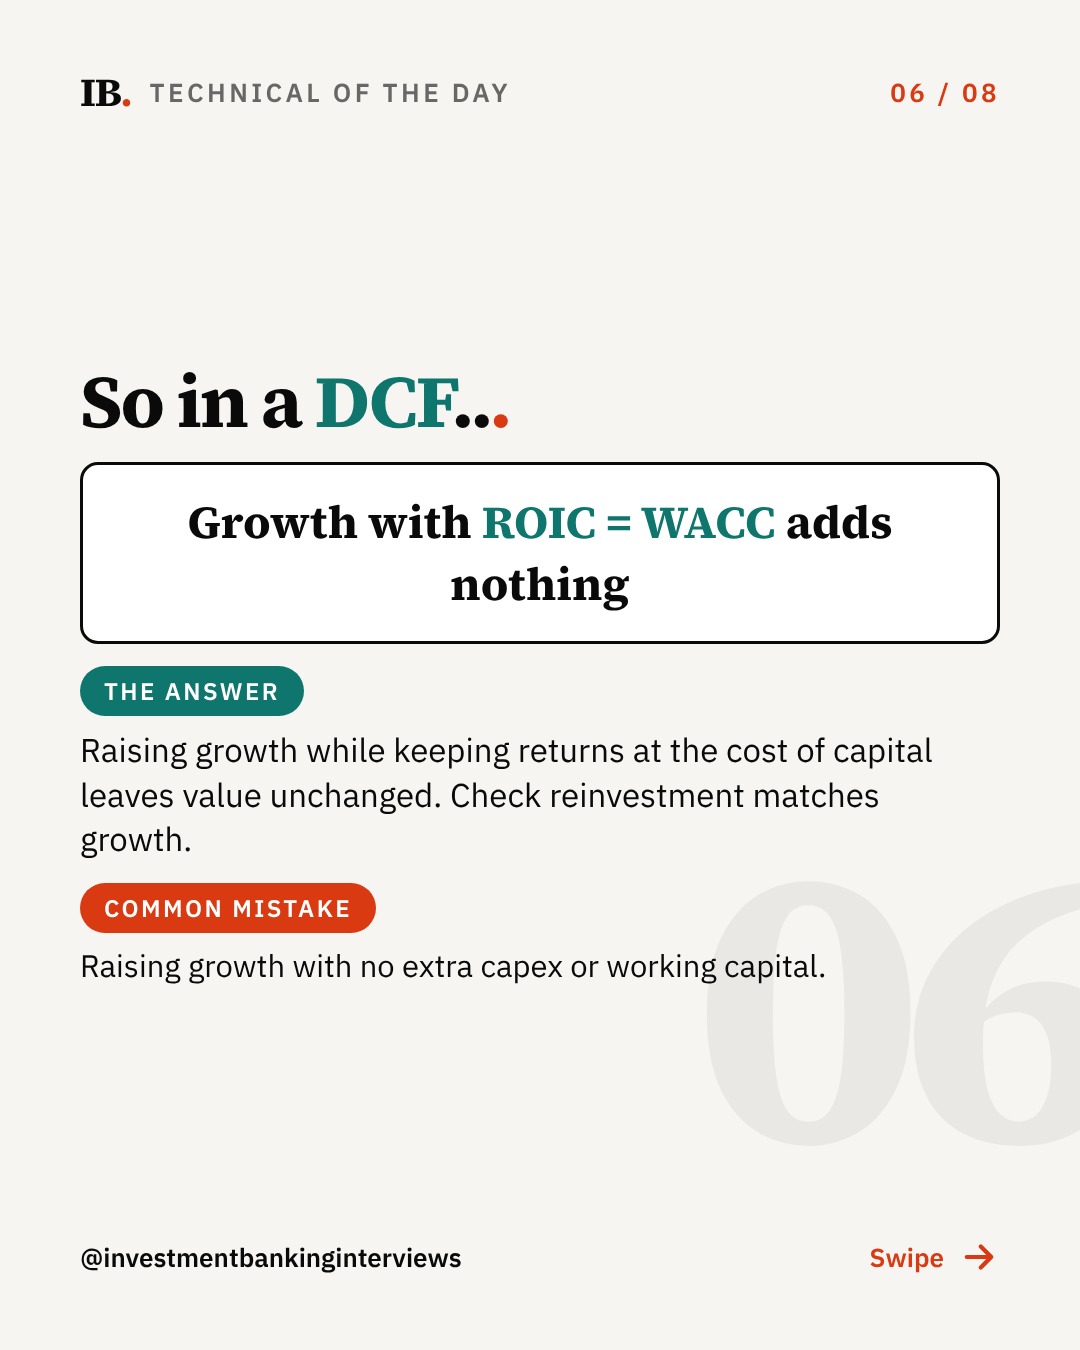 IB. TECHNICAL OF THE DAY
06 / 08
So in a DCF...
Growth with ROIC = WACC adds
nothing
THE ANSWER
Raising growth while keeping returns at the cost of capital
leaves value unchanged. Check reinvestment matches
growth.
COMMON MISTAKE
Raising growth with no extra capex or working capital.
06
@investmentbankinginterviews
Swipe →